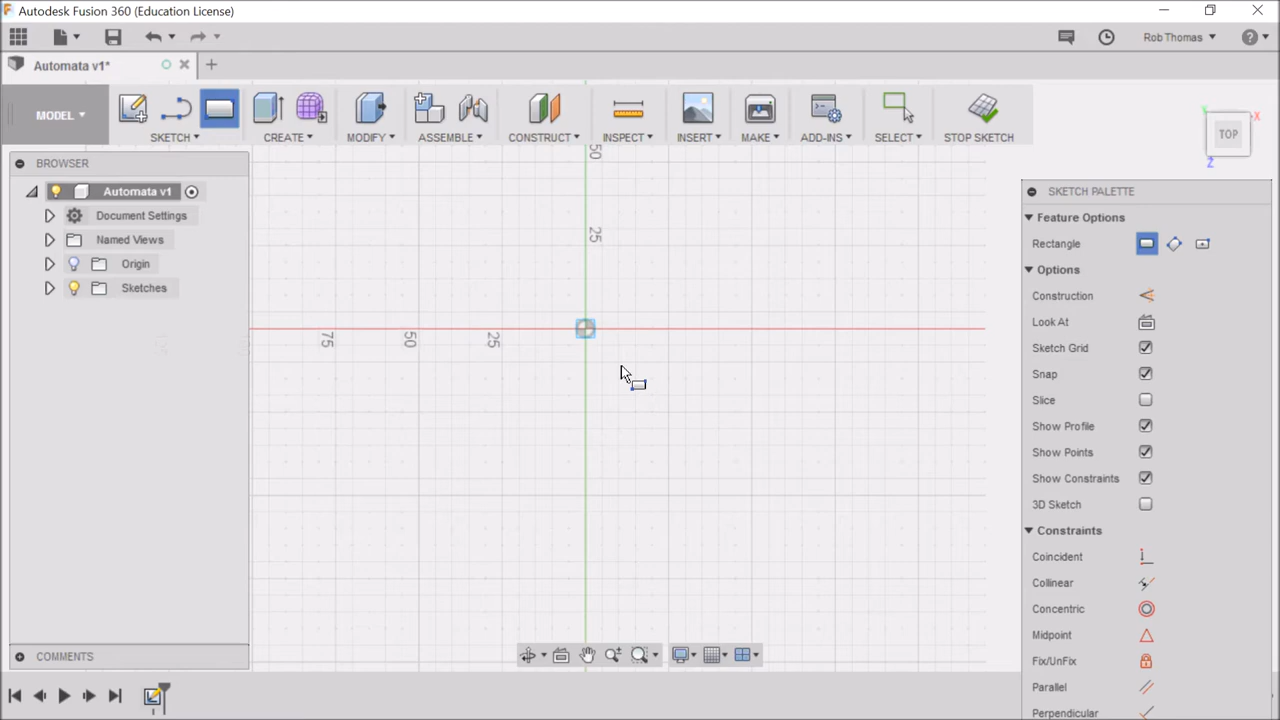 Autodesk Fusion 360 (Education License)
Rob Thomas
Automata v1*
MODEL
SKETCH
CREATE
MODIFY
ASSEMBLE
CONSTRUCT
INSPECT
INSERT
MAKE
ADD-INS
SELECT
STOP SKETCH
TOP
X
Y
Z
BROWSER
Automata v1
Document Settings
Named Views
Origin
Sketches
50
25
75
50
25
SKETCH PALETTE
Feature Options
Rectangle
Options
Construction
Look At
Sketch Grid
Snap
Slice
Show Profile
Show Points
Show Constraints
3D Sketch
Constraints
Coincident
Collinear
Concentric
Midpoint
Fix/UnFix
Parallel
Perpendicular
COMMENTS